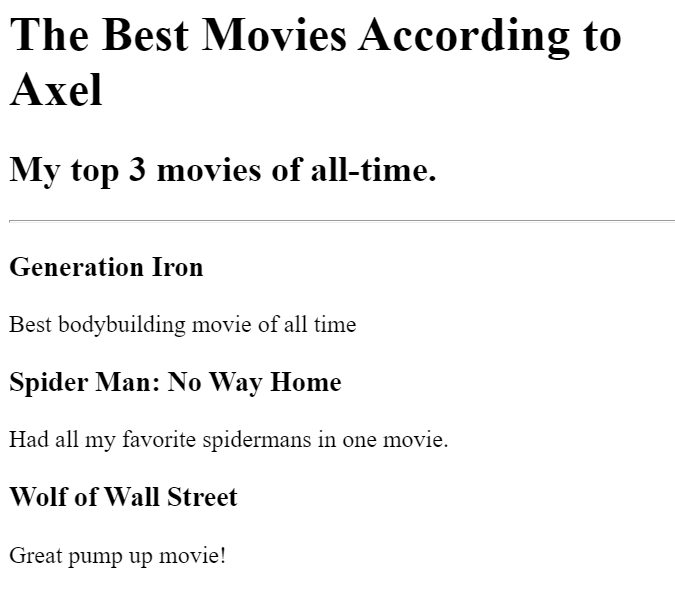 The Best Movies According to
Axel
My top 3 movies of all-time.
Generation Iron
Best bodybuilding movie of all time
Spider Man: No Way Home
Had all my favorite spidermans in one movie.
Wolf of Wall Street
Great pump up movie!